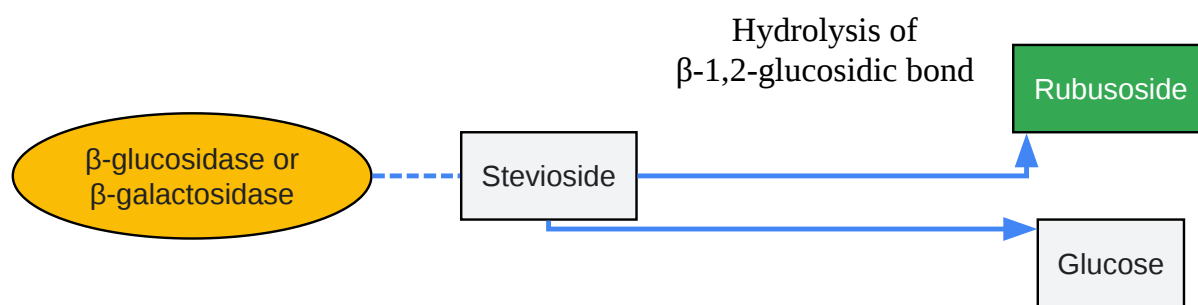 Hydrolysis of
β-1,2-glucosidic bond
Rubusoside
β-glucosidase or
β-galactosidase
Stevioside
Glucose